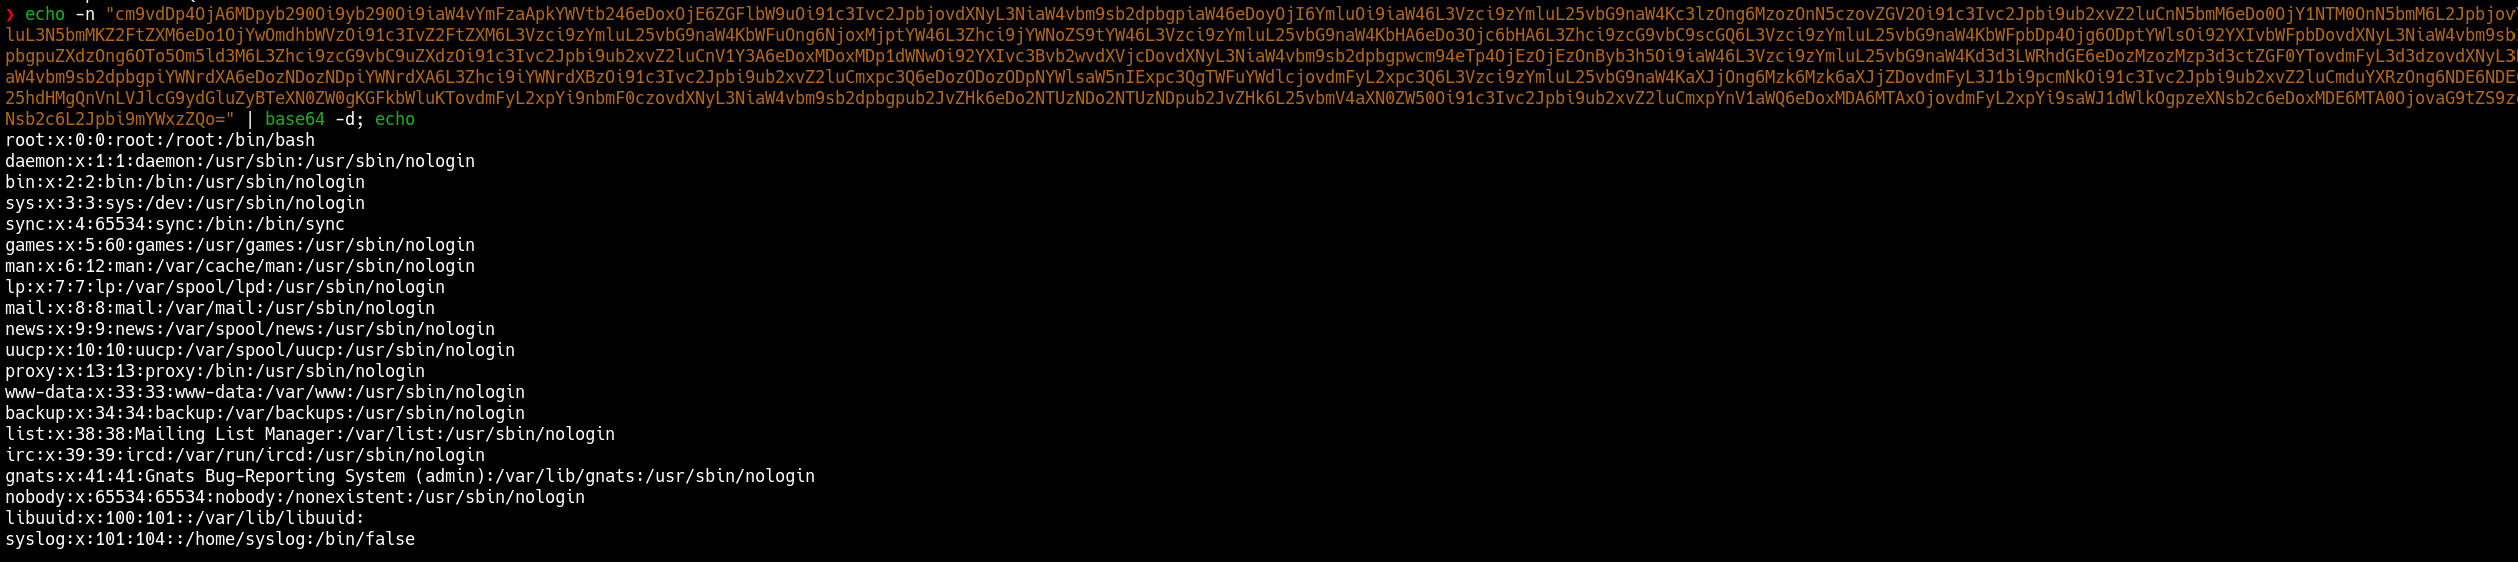 ❯ echo -n "cm9vdDp4OjA6MDpyb290Oi9yb290Oi9iaW4vYmFzaApkYWVtb246eDoxOjE6ZGFlbW9uOi91c3Ivc2JpbjovdXNyL3NiaW4vbm9sb2dpbgpiaW46eDoyOjI6YmluOi9iaW46L3Vzci9zYmluL25vbG9naW4Kc3lzOng6MzozOnN5czovZGV2Oi91c3Ivc2Jpbi9ub2xvZ2luCnN5bmM6eDo0OjY1NTM0OnN5bmM6L2Jpbjov
luL3N5bmMKZ2FtZXM6eDo1OjYwOmdhbWVzOi91c3IvZ2FtZXM6L3Vzci9zYmluL25vbG9naW4KbWFuOng6NjoxMjptYW46L3Zhci9jYWNoZS9tYW46L3Vzci9zYmluL25vbG9naW4KbHA6eDo3Ojc6bHA6L3Zhci9zcG9vbC9scGQ6L3Vzci9zYmluL25vbG9naW4KbWFpbDp4Ojg6ODptYWlsOi92YXIvbWFpbDovdXNyL3NiaW4vbm9sb
pbgpuZXdzOng6OTo5Om5ld3M6L3Zhci9zcG9vbC9uZXdzOi91c3Ivc2Jpbi9ub2xvZ2luCnV1Y3A6eDoxMDoxMDp1dWNwOi92YXIvc3Bvb2wvdXVjcDovdXNyL3NiaW4vbm9sb2dpbgpwcm94eTp4OjEzOjEzOnByb3h5Oi9iaW46L3Vzci9zYmluL25vbG9naW4Kd3d3LWRhdGE6eDozMzozMzp3d3ctZGF0YTovdmFyL3d3dzovdXNyL3
aW4vbm9sb2dpbgpiYWNrdXA6eDozNDozNDpiYWNrdXA6L3Zhci9iYWNrdXBzOi91c3Ivc2Jpbi9ub2xvZ2luCmxpc3Q6eDozODozODpNYWlsaW5nIExpc3QgTWFuYWdlcjovdmFyL2xpc3Q6L3Vzci9zYmluL25vbG9naW4KaXJjOng6Mzk6Mzk6aXJjZDovdmFyL3J1bi9pcmNkOi91c3Ivc2Jpbi9ub2xvZ2luCmduYXRzOng6NDE6NDE6
25hdHMgQnVnLVJlcG9ydGluZyBTeXN0ZW0gKGFkbWluKTovdmFyL2xpYi9nbmF0czovdXNyL3NiaW4vbm9sb2dpbgpub2JvZHk6eDo2NTUzNDo2NTUzNDpub2JvZHk6L25vbmV4aXN0ZW50Oi91c3Ivc2Jpbi9ub2xvZ2luCmxpYnV1aWQ6eDoxMDA6MTAxOjovdmFyL2xpYi9saWJ1dWlkOgpzeXNsb2c6eDoxMDE6MTA0OjovaG9tZS9z
Nsb2c6L2Jpbi9mYWxzZQo=" | base64 -d; echo
root:x:0:0:root:/root:/bin/bash
daemon:x:1:1:daemon:/usr/sbin:/usr/sbin/nologin
bin:x:2:2:bin:/bin:/usr/sbin/nologin
sys:x:3:3:sys:/dev:/usr/sbin/nologin
sync:x:4:65534:sync:/bin:/bin/sync
games:x:5:60:games:/usr/games:/usr/sbin/nologin
man:x:6:12:man:/var/cache/man:/usr/sbin/nologin
lp:x:7:7:lp:/var/spool/lpd:/usr/sbin/nologin
mail:x:8:8:mail:/var/mail:/usr/sbin/nologin
news:x:9:9:news:/var/spool/news:/usr/sbin/nologin
uucp:x:10:10:uucp:/var/spool/uucp:/usr/sbin/nologin
proxy:x:13:13:proxy:/bin:/usr/sbin/nologin
www-data:x:33:33:www-data:/var/www:/usr/sbin/nologin
backup:x:34:34:backup:/var/backups:/usr/sbin/nologin
list:x:38:38:Mailing List Manager:/var/list:/usr/sbin/nologin
irc:x:39:39:ircd:/var/run/ircd:/usr/sbin/nologin
gnats:x:41:41:Gnats Bug-Reporting System (admin):/var/lib/gnats:/usr/sbin/nologin
nobody:x:65534:65534:nobody:/nonexistent:/usr/sbin/nologin
libuuid:x:100:101::/var/lib/libuuid:
syslog:x:101:104::/home/syslog:/bin/false